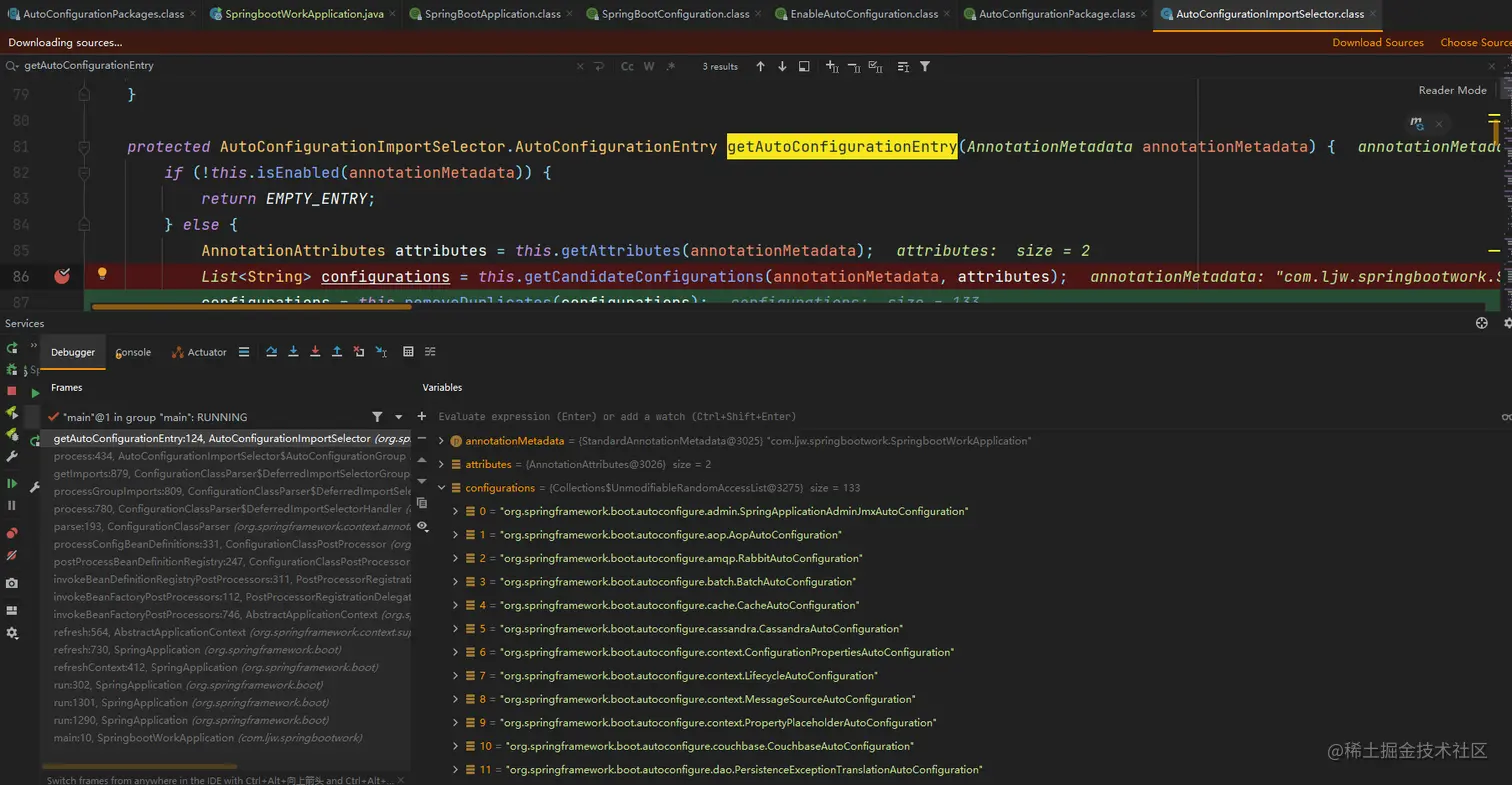 AutoConfigurationPackages.class × SpringbootWorkApplication.java × SpringBootApplication.class × SpringBootConfiguration.class × EnableAutoConfiguration.class × AutoConfigurationPackage.class × AutoConfigurationImportSelector.class ×
Downloading sources... Download Sources Choose Source
getAutoConfigurationEntry Cc W .* 3 results
Reader Mode
79 }
80
81 protected AutoConfigurationImportSelector.AutoConfigurationEntry getAutoConfigurationEntry(AnnotationMetadata annotationMetadata) { annotationMetada
82 if (!this.isEnabled(annotationMetadata)) {
83 return EMPTY_ENTRY;
84 } else {
85 AnnotationAttributes attributes = this.getAttributes(annotationMetadata); attributes: size = 2
86 List<String> configurations = this.getCandidateConfigurations(annotationMetadata, attributes); annotationMetadata: "com.ljw.springbootwork.S
87 configurations = this.removeDuplicates(configurations); configurations: size = 133
Services
Debugger Console Actuator
Frames
"main"@1 in group "main": RUNNING
getAutoConfigurationEntry:124, AutoConfigurationImportSelector (org.sp
process:434, AutoConfigurationImportSelector$AutoConfigurationGroup
getImports:879, ConfigurationClassParser$DeferredImportSelectorGroup
processGroupImports:809, ConfigurationClassParser$DeferredImportSele
process:780, ConfigurationClassParser$DeferredImportSelectorHandler (
parse:193, ConfigurationClassParser (org.springframework.context.annot
processConfigBeanDefinitions:331, ConfigurationClassPostProcessor (org
postProcessBeanDefinitionRegistry:247, ConfigurationClassPostProcessor
invokeBeanDefinitionRegistryPostProcessors:311, PostProcessorRegistrati
invokeBeanFactoryPostProcessors:112, PostProcessorRegistrationDelegat
invokeBeanFactoryPostProcessors:746, AbstractApplicationContext (org.s
refresh:564, AbstractApplicationContext (org.springframework.context.sup
refresh:730, SpringApplication (org.springframework.boot)
refreshContext:412, SpringApplication (org.springframework.boot)
run:302, SpringApplication (org.springframework.boot)
run:1301, SpringApplication (org.springframework.boot)
run:1290, SpringApplication (org.springframework.boot)
main:10, SpringbootWorkApplication (com.ljw.springbootwork)
Switch frames from anywhere in the IDE with Ctrl+Alt+向上箭头 and Ctrl+Alt+... ×
Variables
Evaluate expression (Enter) or add a watch (Ctrl+Shift+Enter)
annotationMetadata = {StandardAnnotationMetadata@3025} "com.ljw.springbootwork.SpringbootWorkApplication"
attributes = {AnnotationAttributes@3026} size = 2
configurations = {Collections$UnmodifiableRandomAccessList@3275} size = 133
0 = "org.springframework.boot.autoconfigure.admin.SpringApplicationAdminJmxAutoConfiguration"
1 = "org.springframework.boot.autoconfigure.aop.AopAutoConfiguration"
2 = "org.springframework.boot.autoconfigure.amqp.RabbitAutoConfiguration"
3 = "org.springframework.boot.autoconfigure.batch.BatchAutoConfiguration"
4 = "org.springframework.boot.autoconfigure.cache.CacheAutoConfiguration"
5 = "org.springframework.boot.autoconfigure.cassandra.CassandraAutoConfiguration"
6 = "org.springframework.boot.autoconfigure.context.ConfigurationPropertiesAutoConfiguration"
7 = "org.springframework.boot.autoconfigure.context.LifecycleAutoConfiguration"
8 = "org.springframework.boot.autoconfigure.context.MessageSourceAutoConfiguration"
9 = "org.springframework.boot.autoconfigure.context.PropertyPlaceholderAutoConfiguration"
10 = "org.springframework.boot.autoconfigure.couchbase.CouchbaseAutoConfiguration"
11 = "org.springframework.boot.autoconfigure.dao.PersistenceExceptionTranslationAutoConfiguration"
@稀土掘金技术社区